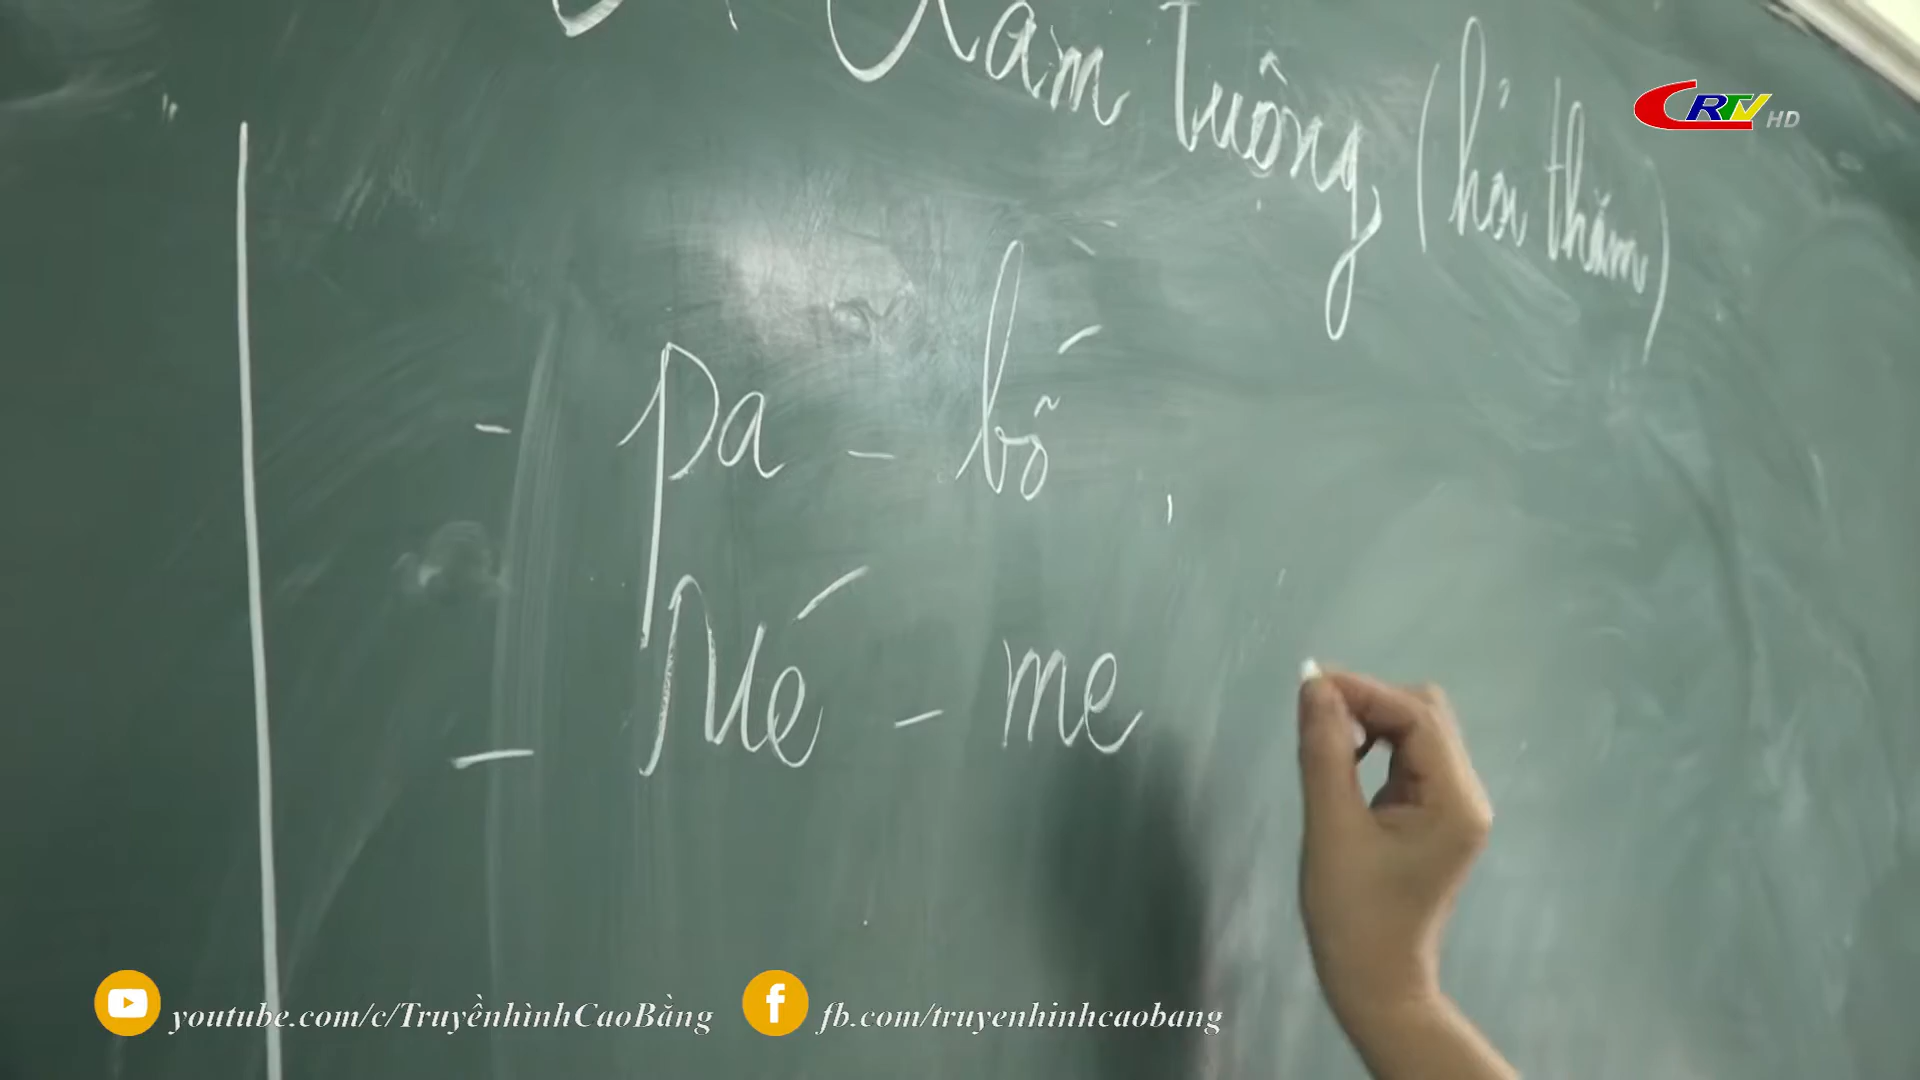 Xam tuông (hỏi thăm)
CRTV HD
- pa - bố
- Mé - me
youtube.com/c/TruyềnhìnhCaoBằng fb.com/truyenhinhcaobang